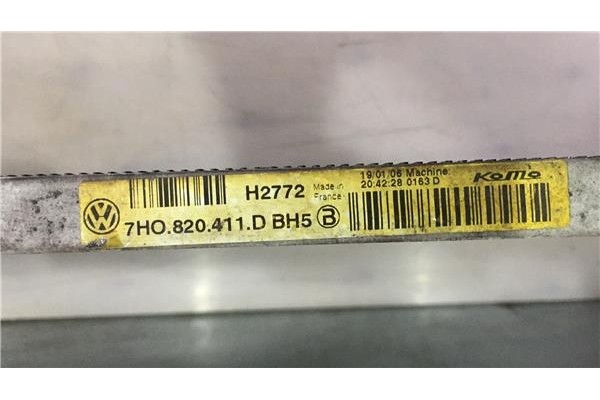 H2772
Made in
France
19/01/06 Machine:
20:42:28 0163 D
KoMo
7HO.820.411.D BH5 B